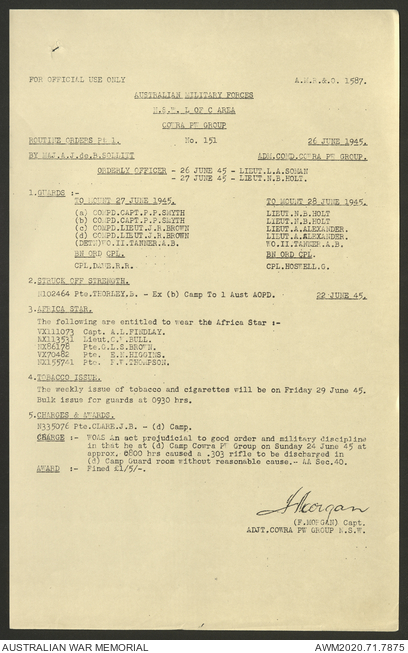 FOR OFFICIAL USE ONLY
A.M.R.&O. 1587.
AUSTRALIAN MILITARY FORCES
N.S.W. L OF C AREA
COWRA PW GROUP
ROUTINE ORDERS Pt 1. No. 151 26 JUNE 1945.
BY MAJ.A.J.de.B.SOLLITT ADM.COMD.COWRA PW GROUP.
ORDERLY OFFICER - 26 JUNE 45 - LIEUT.L.A.SOMAN
- 27 JUNE 45 - LIEUT.N.B.HOLT.
1.GUARDS :-
TO MOUNT 27 JUNE 1945. TO MOUNT 28 JUNE 1945.
(a) COMPD.CAPT.P.P.SMYTH LIEUT.N.B.HOLT
(b) COMPD.CAPT.P.P.SMYTH LIEUT.N.B.HOLT
(c) COMPD.LIEUT.J.R.BROWN LIEUT.A.ALEXANDER.
(d) COMPD.LIEUT.J.R.BROWN LIEUT.A.ALEXANDER.
(DETN)WO.II.TANNER.A.B. WO.II.TANNER.A.B.
BN ORD CPL. BN ORD CPL.
CPL.DAME.R.R. CPL.HOSWELL.G.
2.STRUCK OFF STRENGTH.
N102464 Pte.THORLEY.B. - Ex (b) Camp To 1 Aust AOPD. - 22 JUNE 45.
3.AFRICA STAR.
The following are entitled to wear the Africa Star :-
VX111073 Capt. A.L.FINDLAY.
NX113531 Lieut.C.V.BULL.
NX86178 Pte.O.L.S.BROWN.
VX70482 Pte. E.H.HIGGINS.
NX155741 Pte. F.W.THOMPSON.
4.TOBACCO ISSUE.
The weekly issue of tobacco and cigarettes will be on Friday 29 June 45.
Bulk issue for guards at 0930 hrs.
5.CHARGES & AWARDS.
N335076 Pte.CLARE.J.B. - (d) Camp.
CHARGE :- WOAS An act prejudicial to good order and military discipline
in that he at (d) Camp Cowra PW Group on Sunday 24 June 45 at
approx. 0800 hrs caused a .303 rifle to be discharged in
(d) Camp Guard room without reasonable cause.- AA Sec.40.
5.AWARD :- Fined £1/5/-.
F Morgan
(F.MORGAN) Capt.
ADJT.COWRA PW GROUP N.S.W.
AUSTRALIAN WAR MEMORIAL AWM2020.71.7875